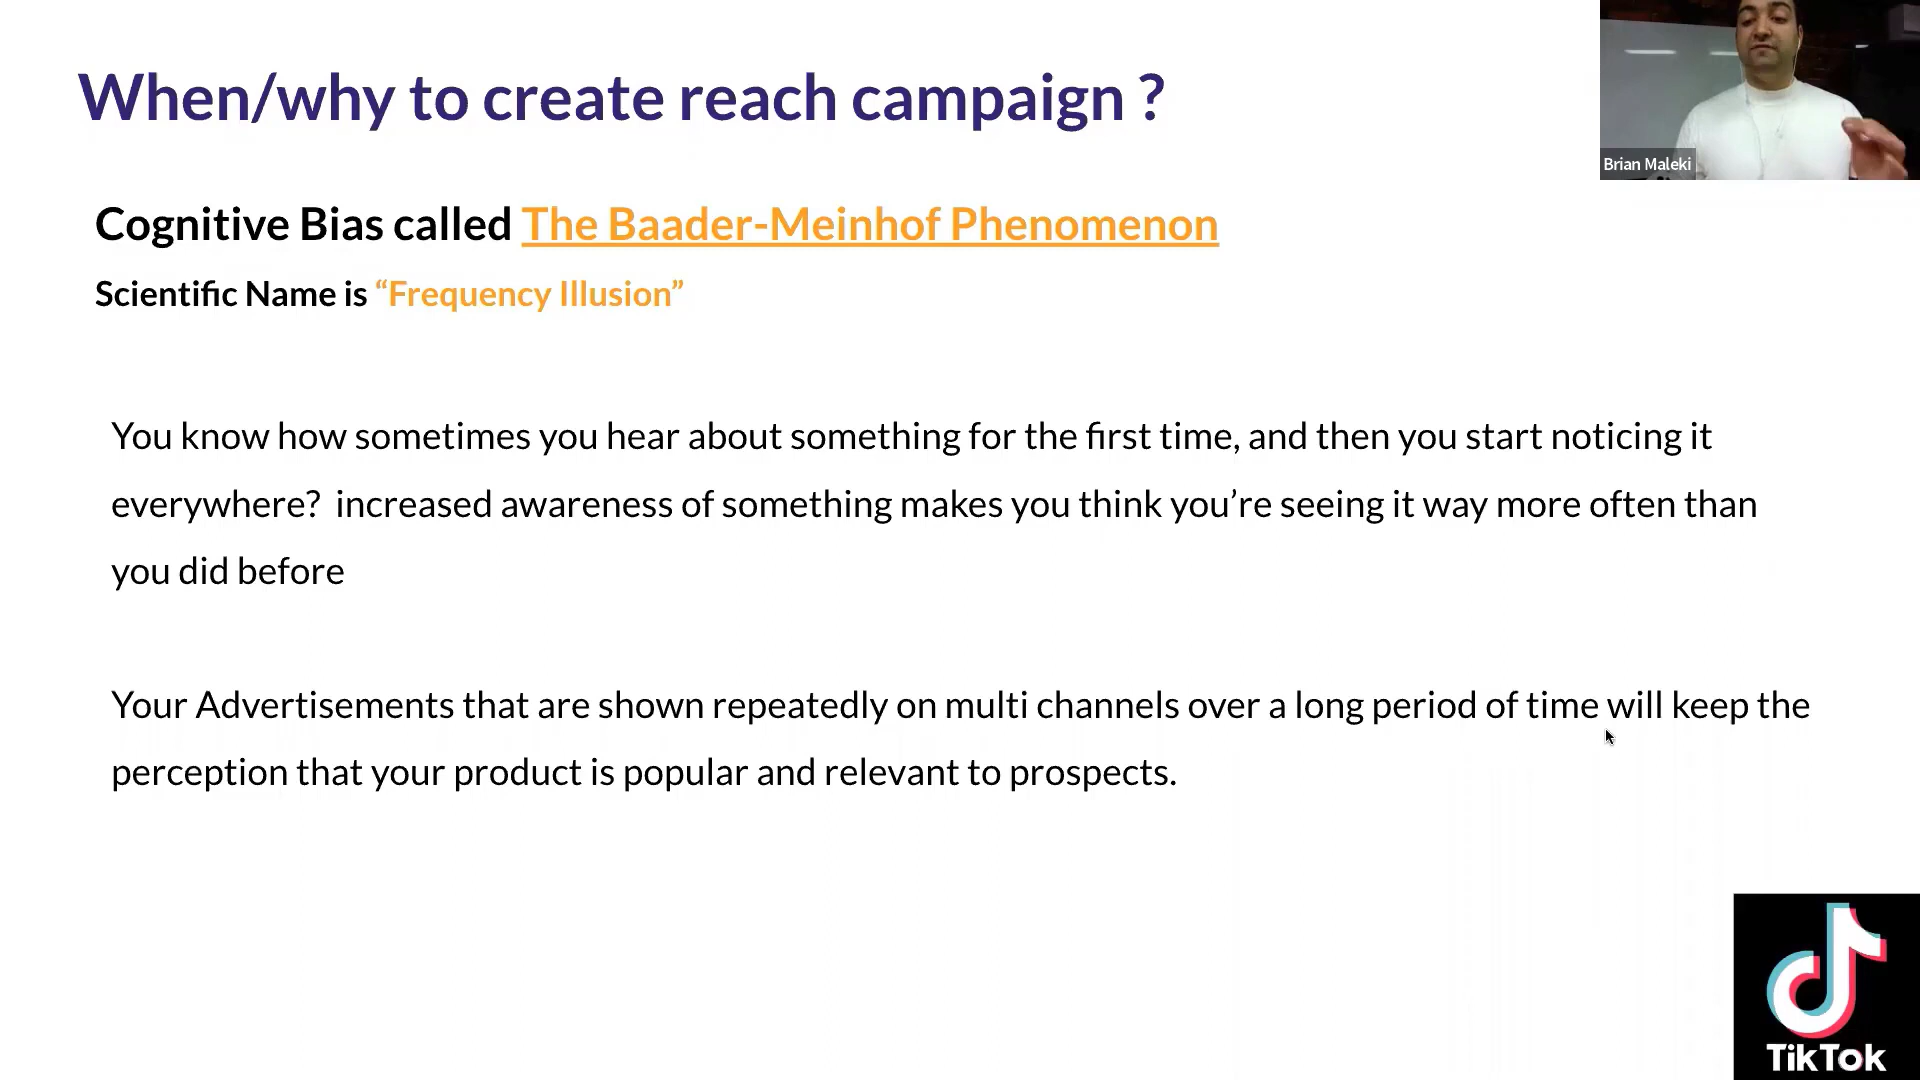 When/why to create reach campaign ?
Brian Maleki
Cognitive Bias called The Baader-Meinhof Phenomenon
Scientific Name is “Frequency Illusion”
You know how sometimes you hear about something for the first time, and then you start noticing it
everywhere?  increased awareness of something makes you think you’re seeing it way more often than
you did before
Your Advertisements that are shown repeatedly on multi channels over a long period of time will keep the
perception that your product is popular and relevant to prospects.
TikTok